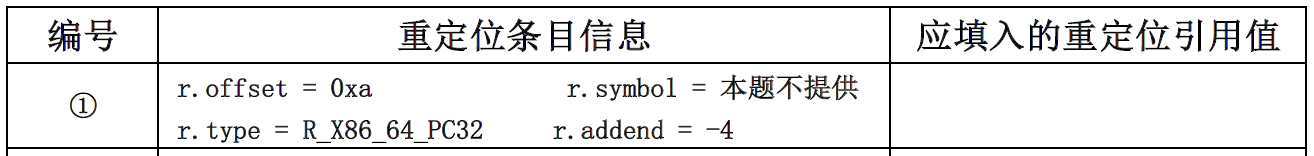 编号 重定位条目信息 应填入的重定位引用值
① r.offset = 0xa r.symbol = 本题不提供
r.type = R_X86_64_PC32 r.addend = -4